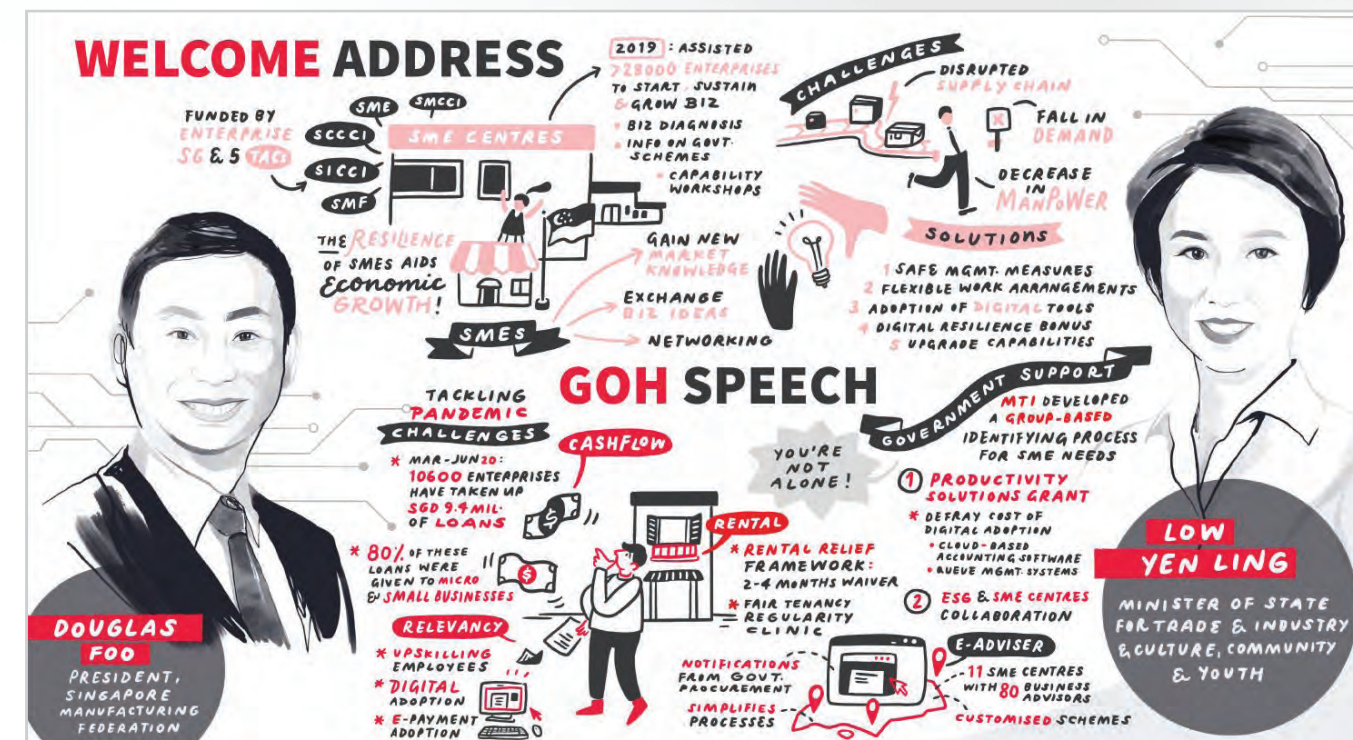 WELCOME ADDRESS
FUNDED BY
ENTERPRISE
SG & 5 TACs
SME
SMCCI
SCCCI
SICCI
SMF
SME CENTRES
2019 : ASSISTED
>28000 ENTERPRISES
TO START, SUSTAIN
& GROW BIZ
• BIZ DIAGNOSIS
• INFO ON GOVT.
SCHEMES
• CAPABILITY
WORKSHOPS
THE RESILIENCE
OF SMES AIDS
Economic
GROWTH!
SMES
GAIN NEW
MARKET
KNOWLEDGE
EXCHANGE
BIZ IDEAS
NETWORKING
CHALLENGES
DISRUPTED
SUPPLY CHAIN
FALL IN
DEMAND
DECREASE
IN
MANPOWER
SOLUTIONS
1 SAFE MGMT. MEASURES
2 FLEXIBLE WORK ARRANGEMENTS
3 ADOPTION OF DIGITAL TOOLS
4 DIGITAL RESILIENCE BONUS
5 UPGRADE CAPABILITIES
DOUGLAS
FOO
PRESIDENT,
SINGAPORE
MANUFACTURING
FEDERATION
GOH SPEECH
TACKLING
PANDEMIC
CHALLENGES
CASHFLOW
* MAR-JUN20:
10600 ENTERPRISES
HAVE TAKEN UP
SGD 9.4 MIL.
OF LOANS
* 80% OF THESE
LOANS WERE
GIVEN TO MICRO
& SMALL BUSINESSES
RELEVANCY
* UPSKILLING
EMPLOYEES
* DIGITAL
ADOPTION
* E-PAYMENT
ADOPTION
RENTAL
* RENTAL RELIEF
FRAMEWORK:
2-4 MONTHS WAIVER
* FAIR TENANCY
REGULARITY
CLINIC
YOU'RE
NOT
ALONE!
GOVERNMENT SUPPORT
MTI DEVELOPED
A GROUP-BASED
IDENTIFYING PROCESS
FOR SME NEEDS
1 PRODUCTIVITY
SOLUTIONS GRANT
* DEFRAY COST OF
DIGITAL ADOPTION
• CLOUD-BASED
ACCOUNTING SOFTWARE
• QUEUE MGMT. SYSTEMS
2 ESG & SME CENTRES
COLLABORATION
E-ADVISER
NOTIFICATIONS
FROM GOVT.
PROCUREMENT
SIMPLIFIES
PROCESSES
11 SME CENTRES
WITH 80 BUSINESS
ADVISORS
CUSTOMISED SCHEMES
LOW
YEN LING
MINISTER OF STATE
FOR TRADE & INDUSTRY
& CULTURE, COMMUNITY
& YOUTH